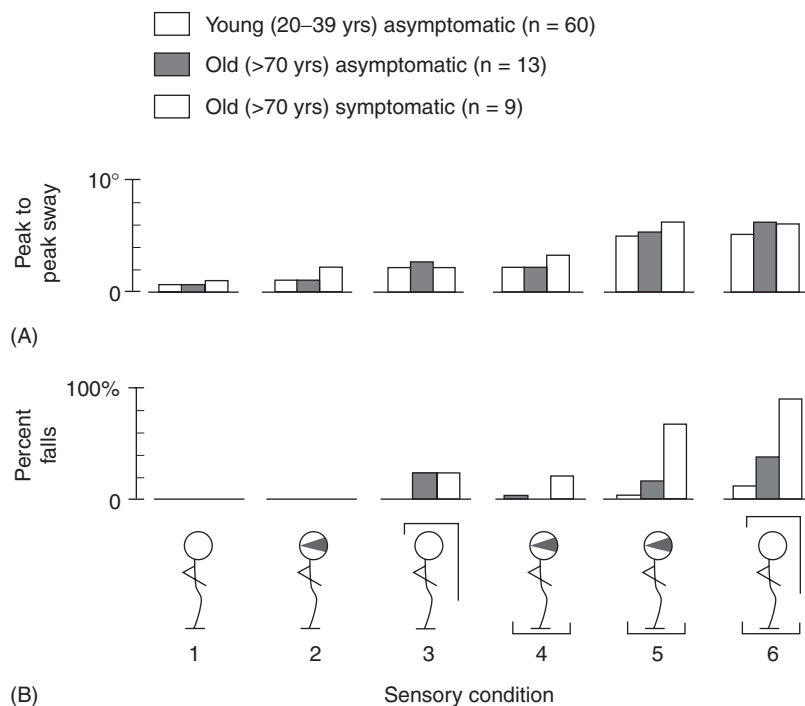 Young (20–39 yrs) asymptomatic (n = 60)
Old (>70 yrs) asymptomatic (n = 13)
Old (>70 yrs) symptomatic (n = 9)
10°
Peak to
peak sway
0
(A)
100%
Percent
falls
0
1 2 3 4 5 6
(B)
Sensory condition